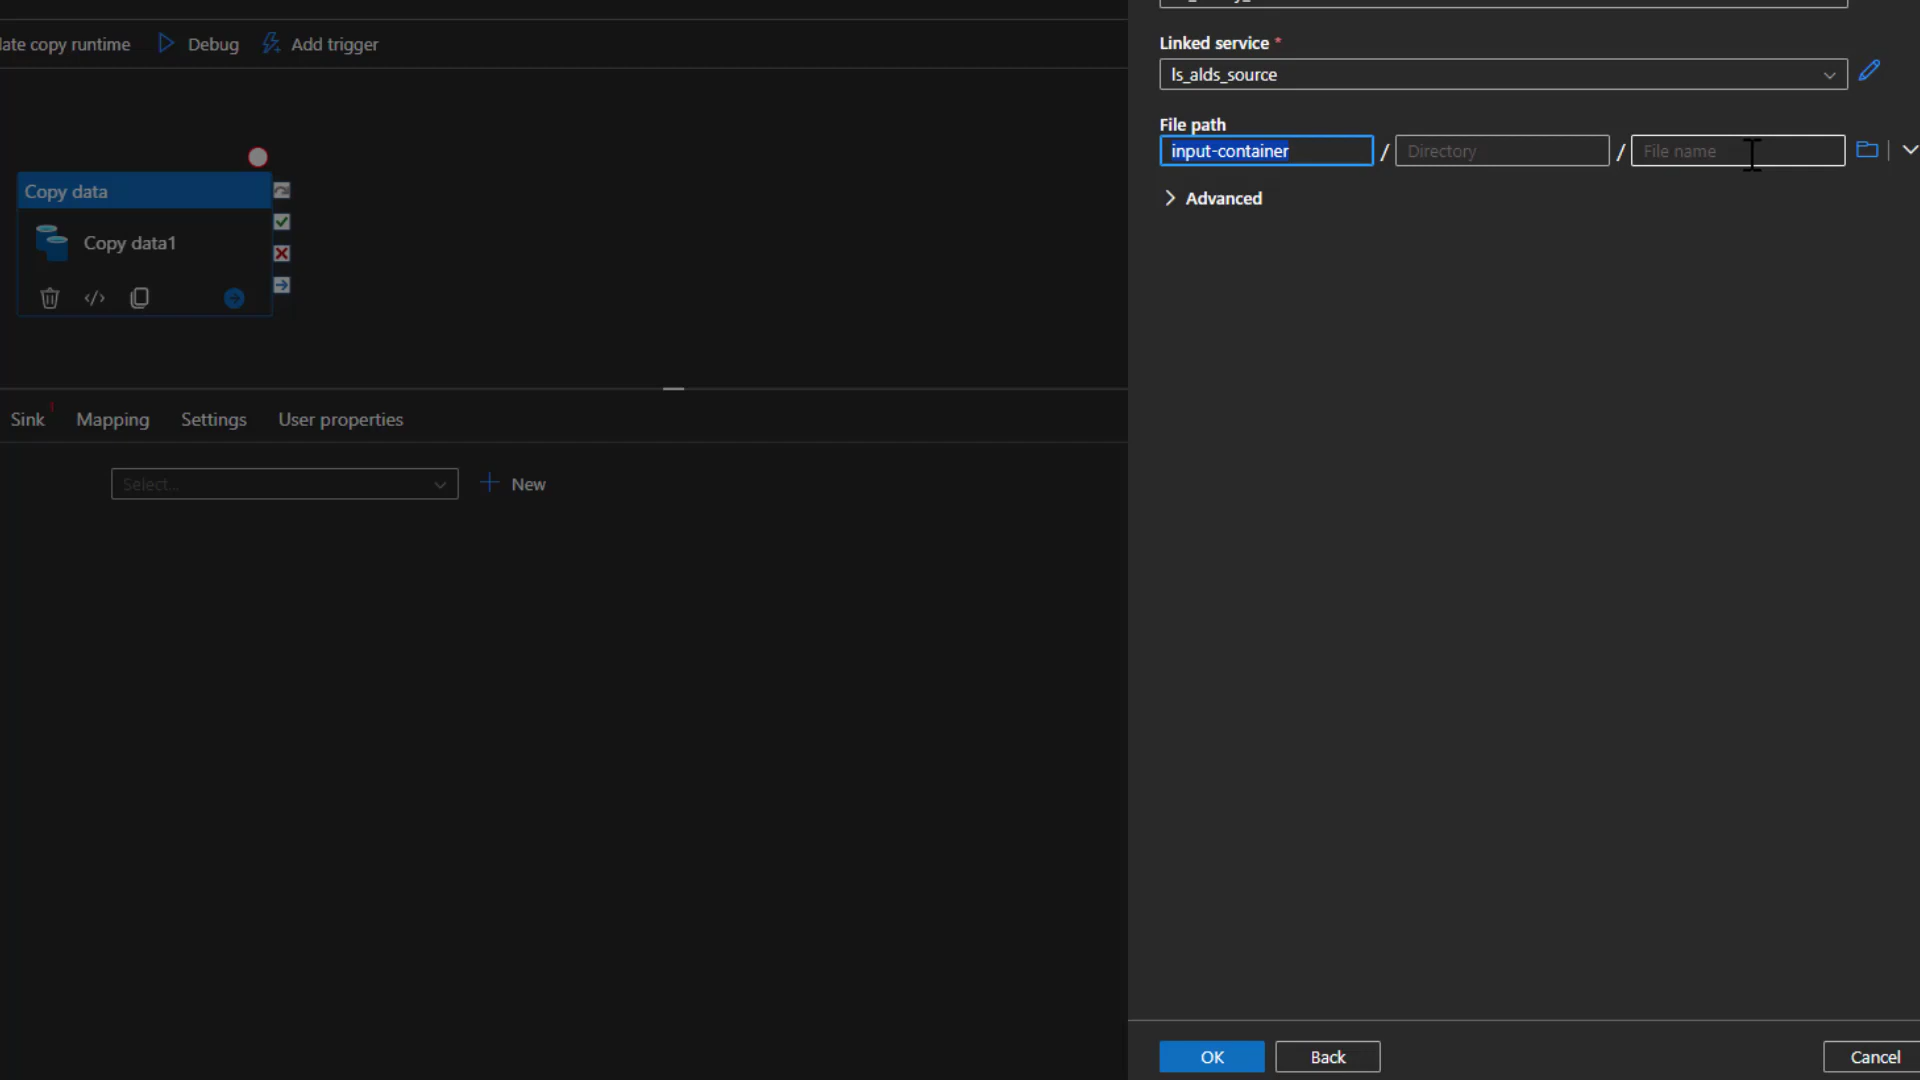 late copy runtime
Debug
Add trigger
Copy data
Copy data1
Sink
Mapping
Settings
User properties
Select...
New
Linked service *
ls_alds_source
File path
input-container / Directory / File name
Advanced
OK
Back
Cancel